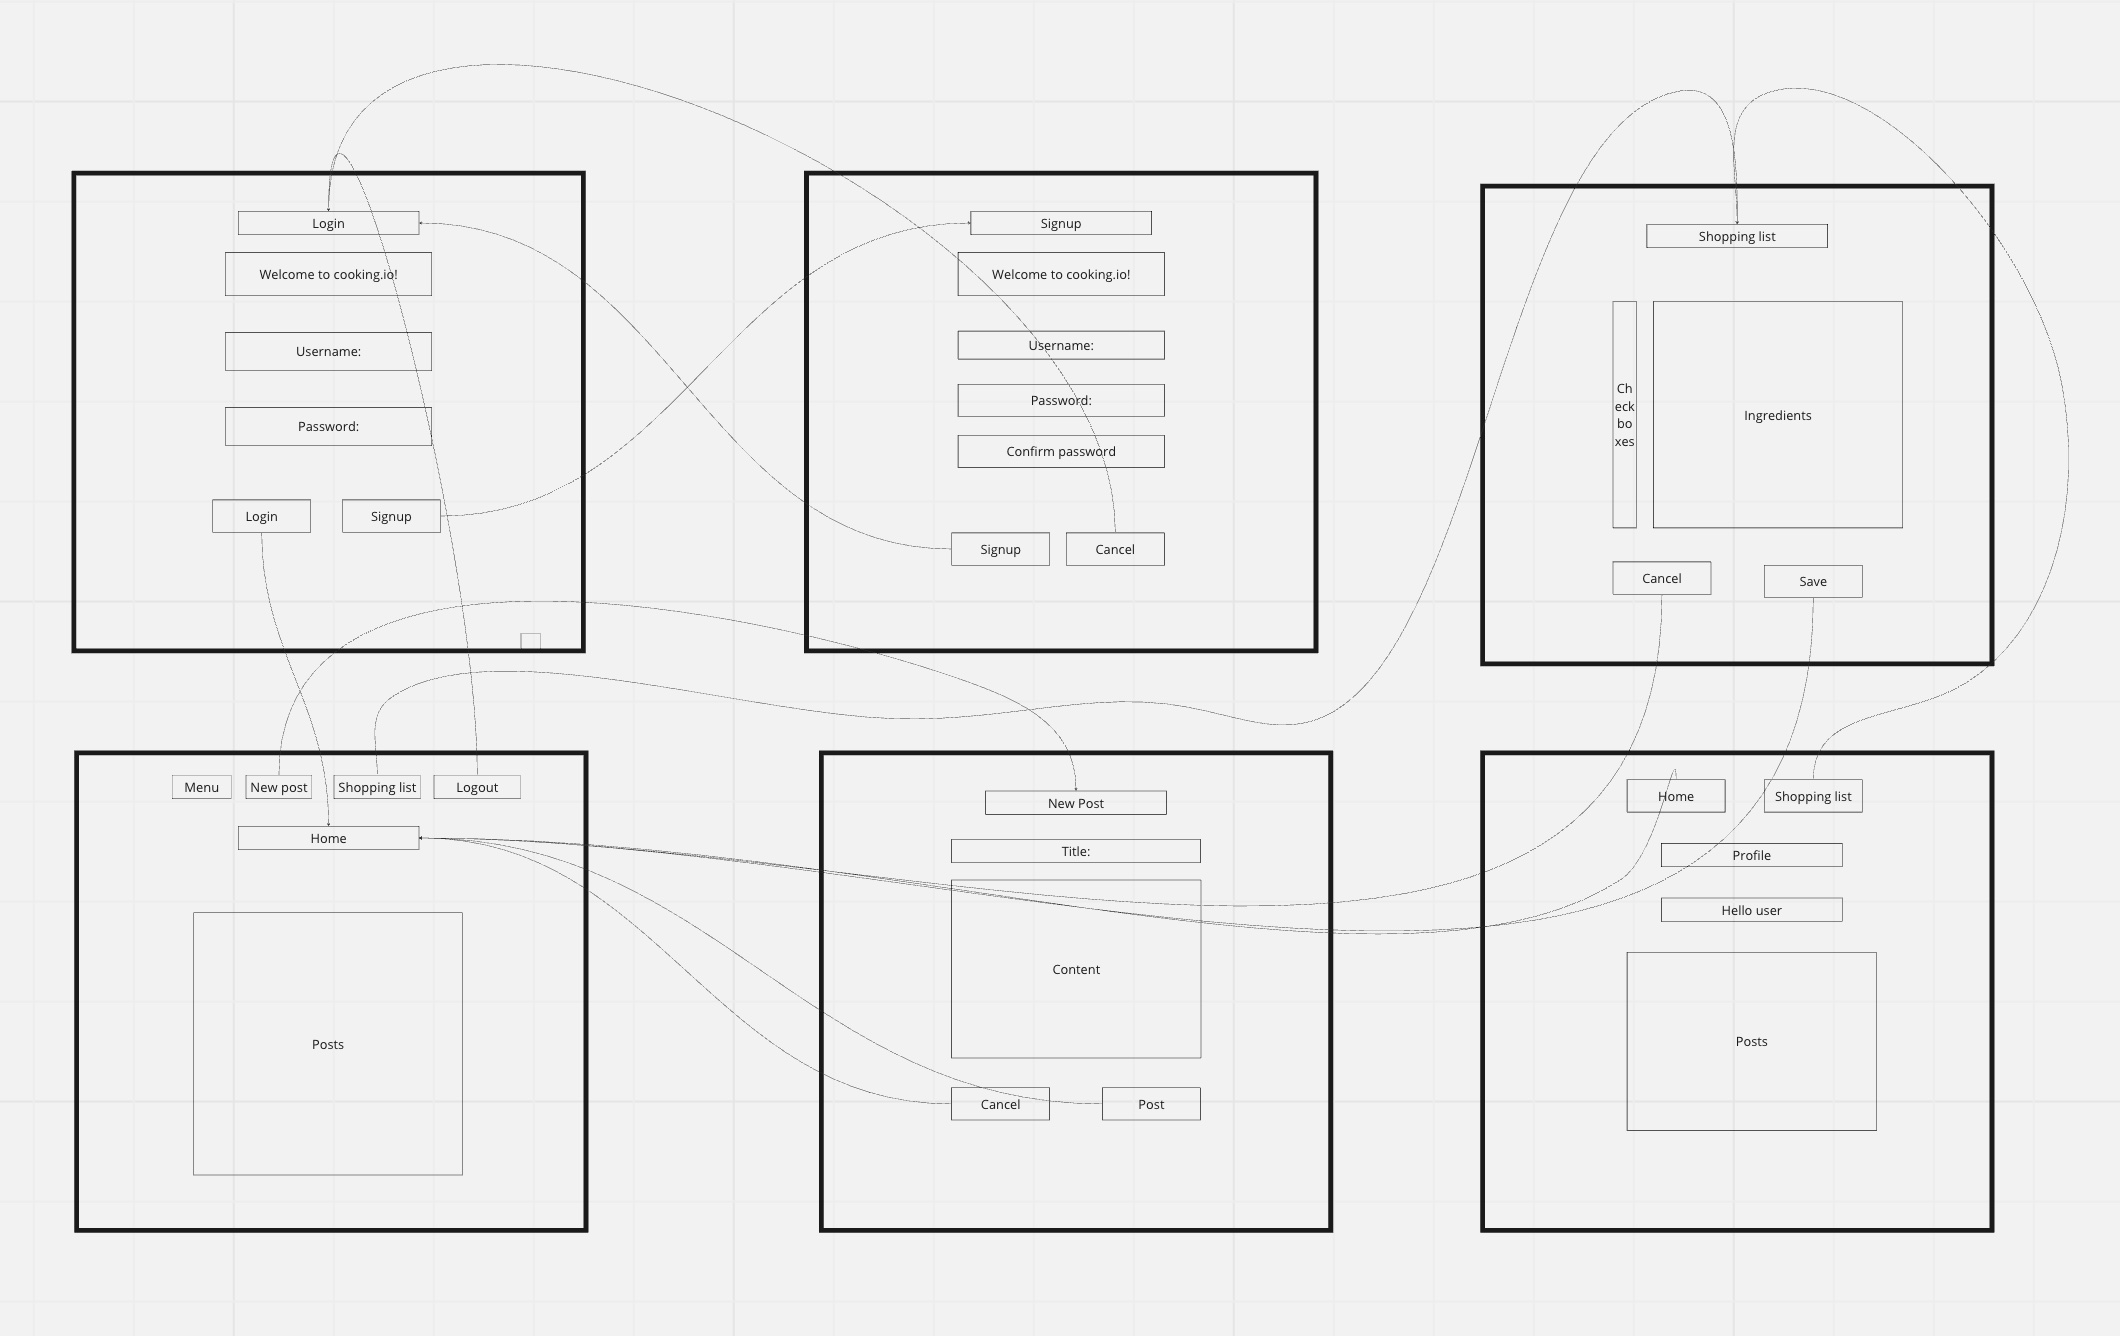 Login
Welcome to cooking.io!
Username:
Password:
Login
Signup
Signup
Welcome to cooking.io!
Username:
Password:
Confirm password
Signup
Cancel
Shopping list
Ch
eck
bo
xes
Ingredients
Cancel
Save
Menu
New post
Shopping list
Logout
Home
Posts
New Post
Title:
Content
Cancel
Post
Home
Shopping list
Profile
Hello user
Posts